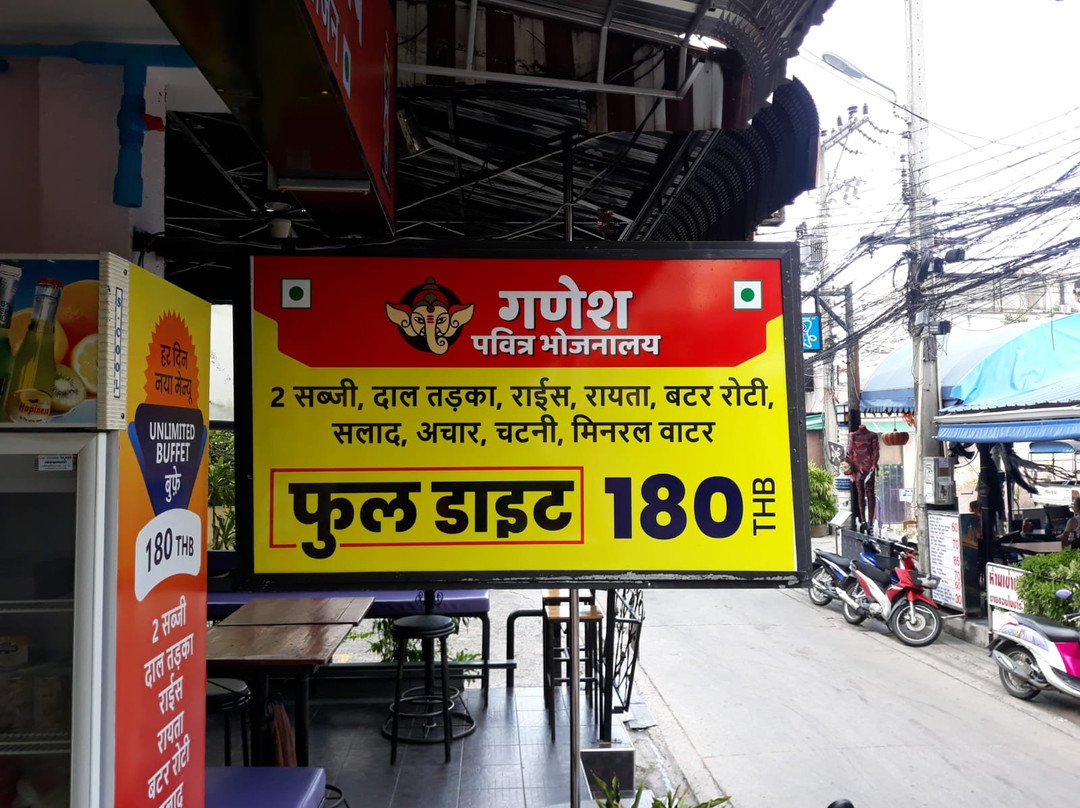 गणेश
पवित्र भोजनालय
2 सब्जी, दाल तड़का, राईस, रायता, बटर रोटी,
सलाद, अचार, चटनी, मिनरल वाटर
फुल डाइट 180 THB
हर दिन
नया मेन्यू
UNLIMITED
BUFFET
बुफ़े
180 THB
2 सब्जी
दाल तड़का
राईस
रायता
बटर रोटी
Happiness